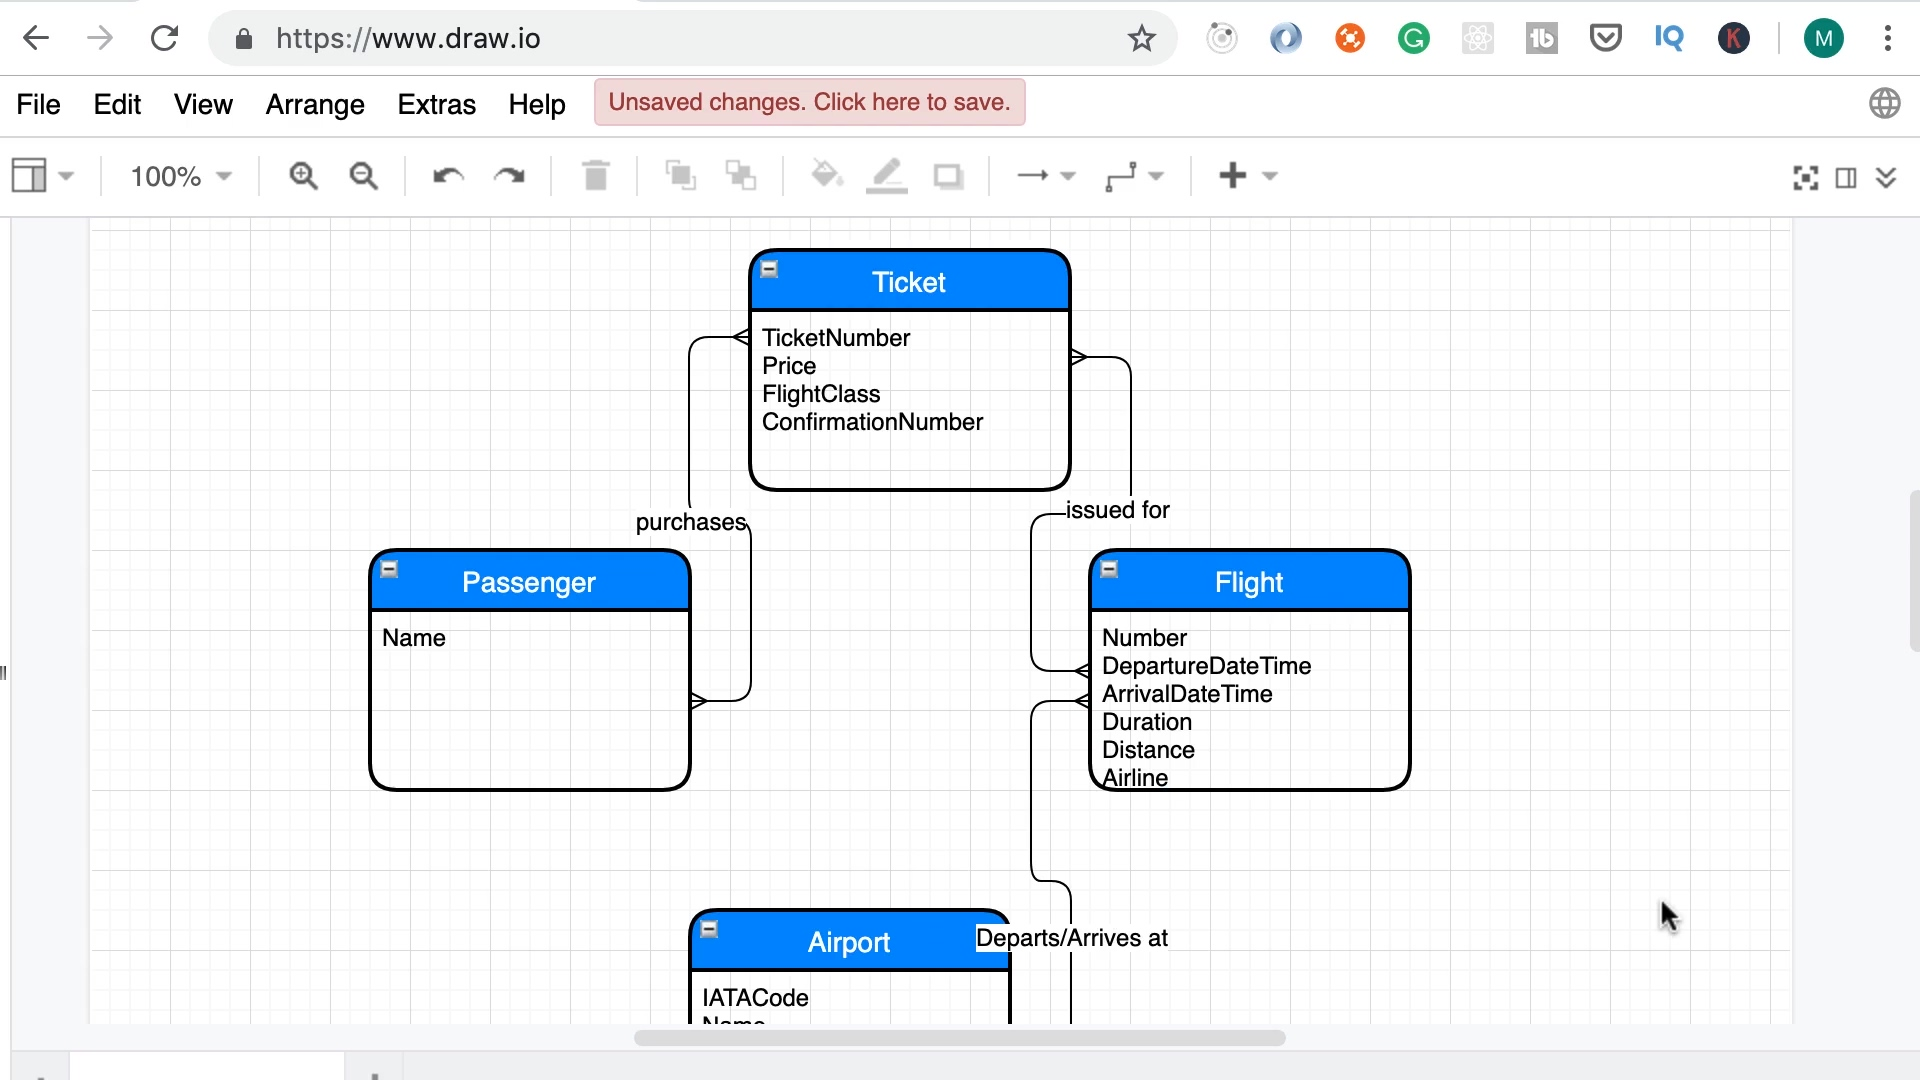 https://www.draw.io
M
File Edit View Arrange Extras Help Unsaved changes. Click here to save.
100%
Ticket
TicketNumber
Price
FlightClass
ConfirmationNumber
purchases
issued for
Passenger
Name
Flight
Number
DepartureDateTime
ArrivalDateTime
Duration
Distance
Airline
Airport
Departs/Arrives at
IATACode
Name